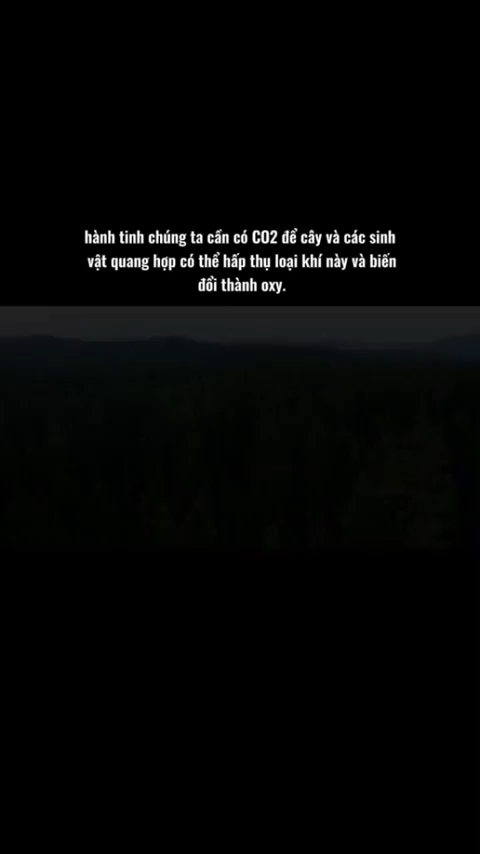 hành tinh chúng ta cần có CO2 để cây và các sinh
vật quang hợp có thể hấp thụ loại khí này và biến
đổi thành oxy.